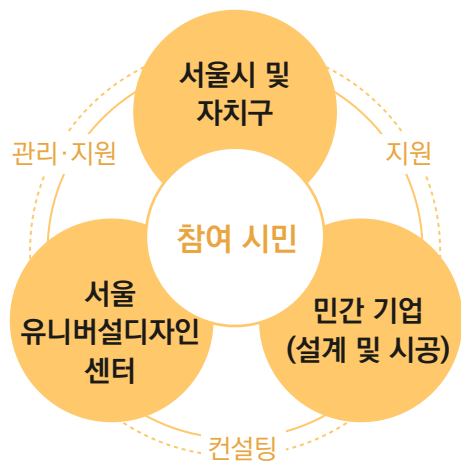 서울시 및
자치구
관리·지원
지원
참여 시민
서울
유니버설디자인
센터
민간 기업
(설계 및 시공)
컨설팅